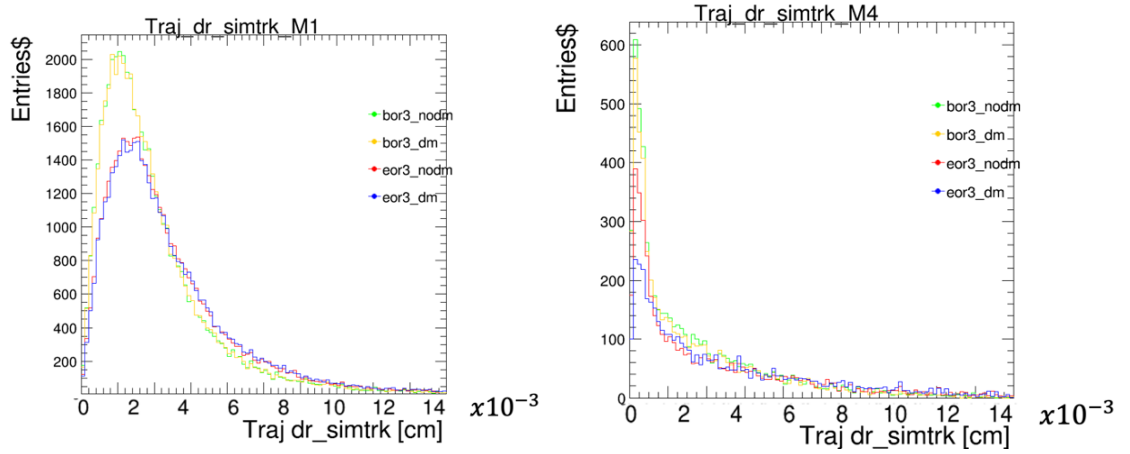 Traj_dr_simtrk_M1
Entries$
2000
1800
1600
1400
1200
1000
800
600
400
200
bor3_nodm
bor3_dm
eor3_nodm
eor3_dm
0 2 4 6 8 10 12 14
x10⁻³
Traj dr_simtrk [cm]
Traj_dr_simtrk_M4
Entries$
600
500
400
300
200
100
0
bor3_nodm
bor3_dm
eor3_nodm
eor3_dm
0 2 4 6 8 10 12 14
x10⁻³
Traj dr_simtrk [cm]